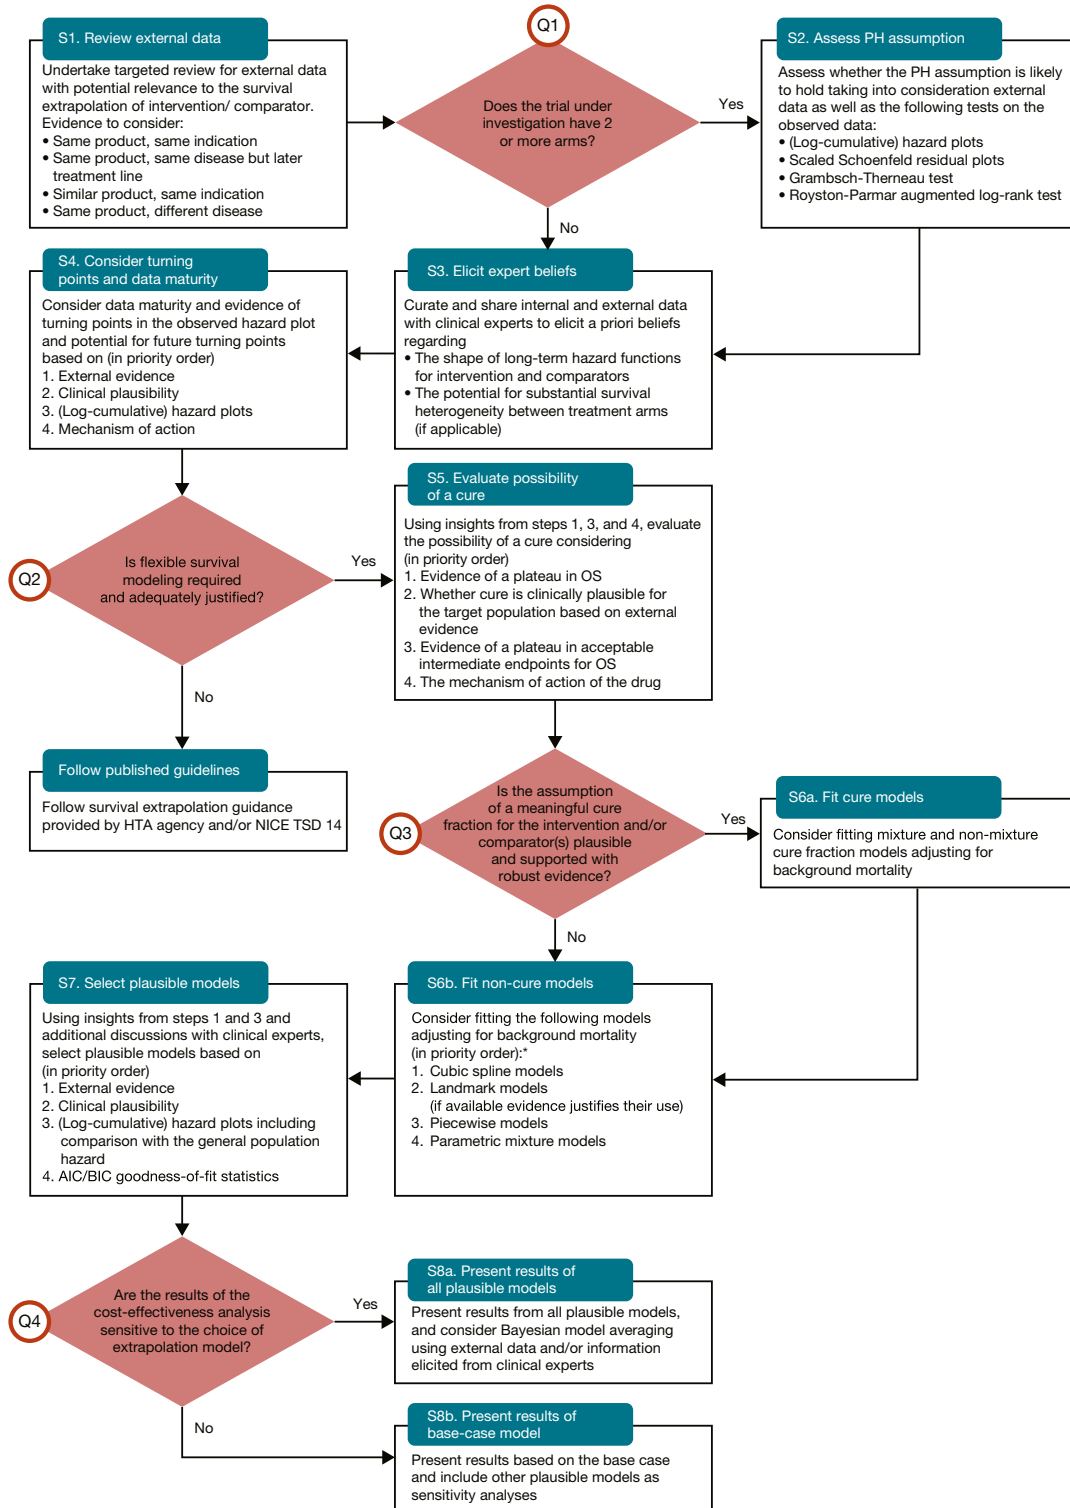 S1. Review external data
Undertake targeted review for external data
with potential relevance to the survival
extrapolation of intervention/ comparator.
Evidence to consider:
• Same product, same indication
• Same product, same disease but later
treatment line
• Similar product, same indication
• Same product, different disease
Q1
Does the trial under
investigation have 2
or more arms?
Yes
No
S2. Assess PH assumption
Assess whether the PH assumption is likely
to hold taking into consideration external
data as well as the following tests on the
observed data:
• (Log-cumulative) hazard plots
• Scaled Schoenfeld residual plots
• Grambsch-Therneau test
• Royston-Parmar augmented log-rank test
S3. Elicit expert beliefs
Curate and share internal and external data
with clinical experts to elicit a priori beliefs
regarding
• The shape of long-term hazard functions
for intervention and comparators
• The potential for substantial survival
heterogeneity between treatment arms
(if applicable)
S4. Consider turning
points and data maturity
Consider data maturity and evidence of
turning points in the observed hazard plot
and potential for future turning points
based on (in priority order)
1. External evidence
2. Clinical plausibility
3. (Log-cumulative) hazard plots
4. Mechanism of action
Q2
Is flexible survival
modeling required
and adequately justified?
Yes
No
Follow published guidelines
Follow survival extrapolation guidance
provided by HTA agency and/or NICE TSD 14
S5. Evaluate possibility
of a cure
Using insights from steps 1, 3, and 4, evaluate
the possibility of a cure considering
(in priority order)
1. Evidence of a plateau in OS
2. Whether cure is clinically plausible for
the target population based on external
evidence
3. Evidence of a plateau in acceptable
intermediate endpoints for OS
4. The mechanism of action of the drug
Q3
Is the assumption
of a meaningful cure
fraction for the intervention and/or
comparator(s) plausible
and supported with
robust evidence?
Yes
No
S6a. Fit cure models
Consider fitting mixture and non-mixture
cure fraction models adjusting for
background mortality
S6b. Fit non-cure models
Consider fitting the following models
adjusting for background mortality
(in priority order):*
1. Cubic spline models
2. Landmark models
(if available evidence justifies their use)
3. Piecewise models
4. Parametric mixture models
S7. Select plausible models
Using insights from steps 1 and 3 and
additional discussions with clinical experts,
select plausible models based on
(in priority order)
1. External evidence
2. Clinical plausibility
3. (Log-cumulative) hazard plots including
comparison with the general population
hazard
4. AIC/BIC goodness-of-fit statistics
Q4
Are the results of the
cost-effectiveness analysis
sensitive to the choice of
extrapolation model?
Yes
No
S8a. Present results of
all plausible models
Present results from all plausible models,
and consider Bayesian model averaging
using external data and/or information
elicited from clinical experts
S8b. Present results of
base-case model
Present results based on the base case
and include other plausible models as
sensitivity analyses